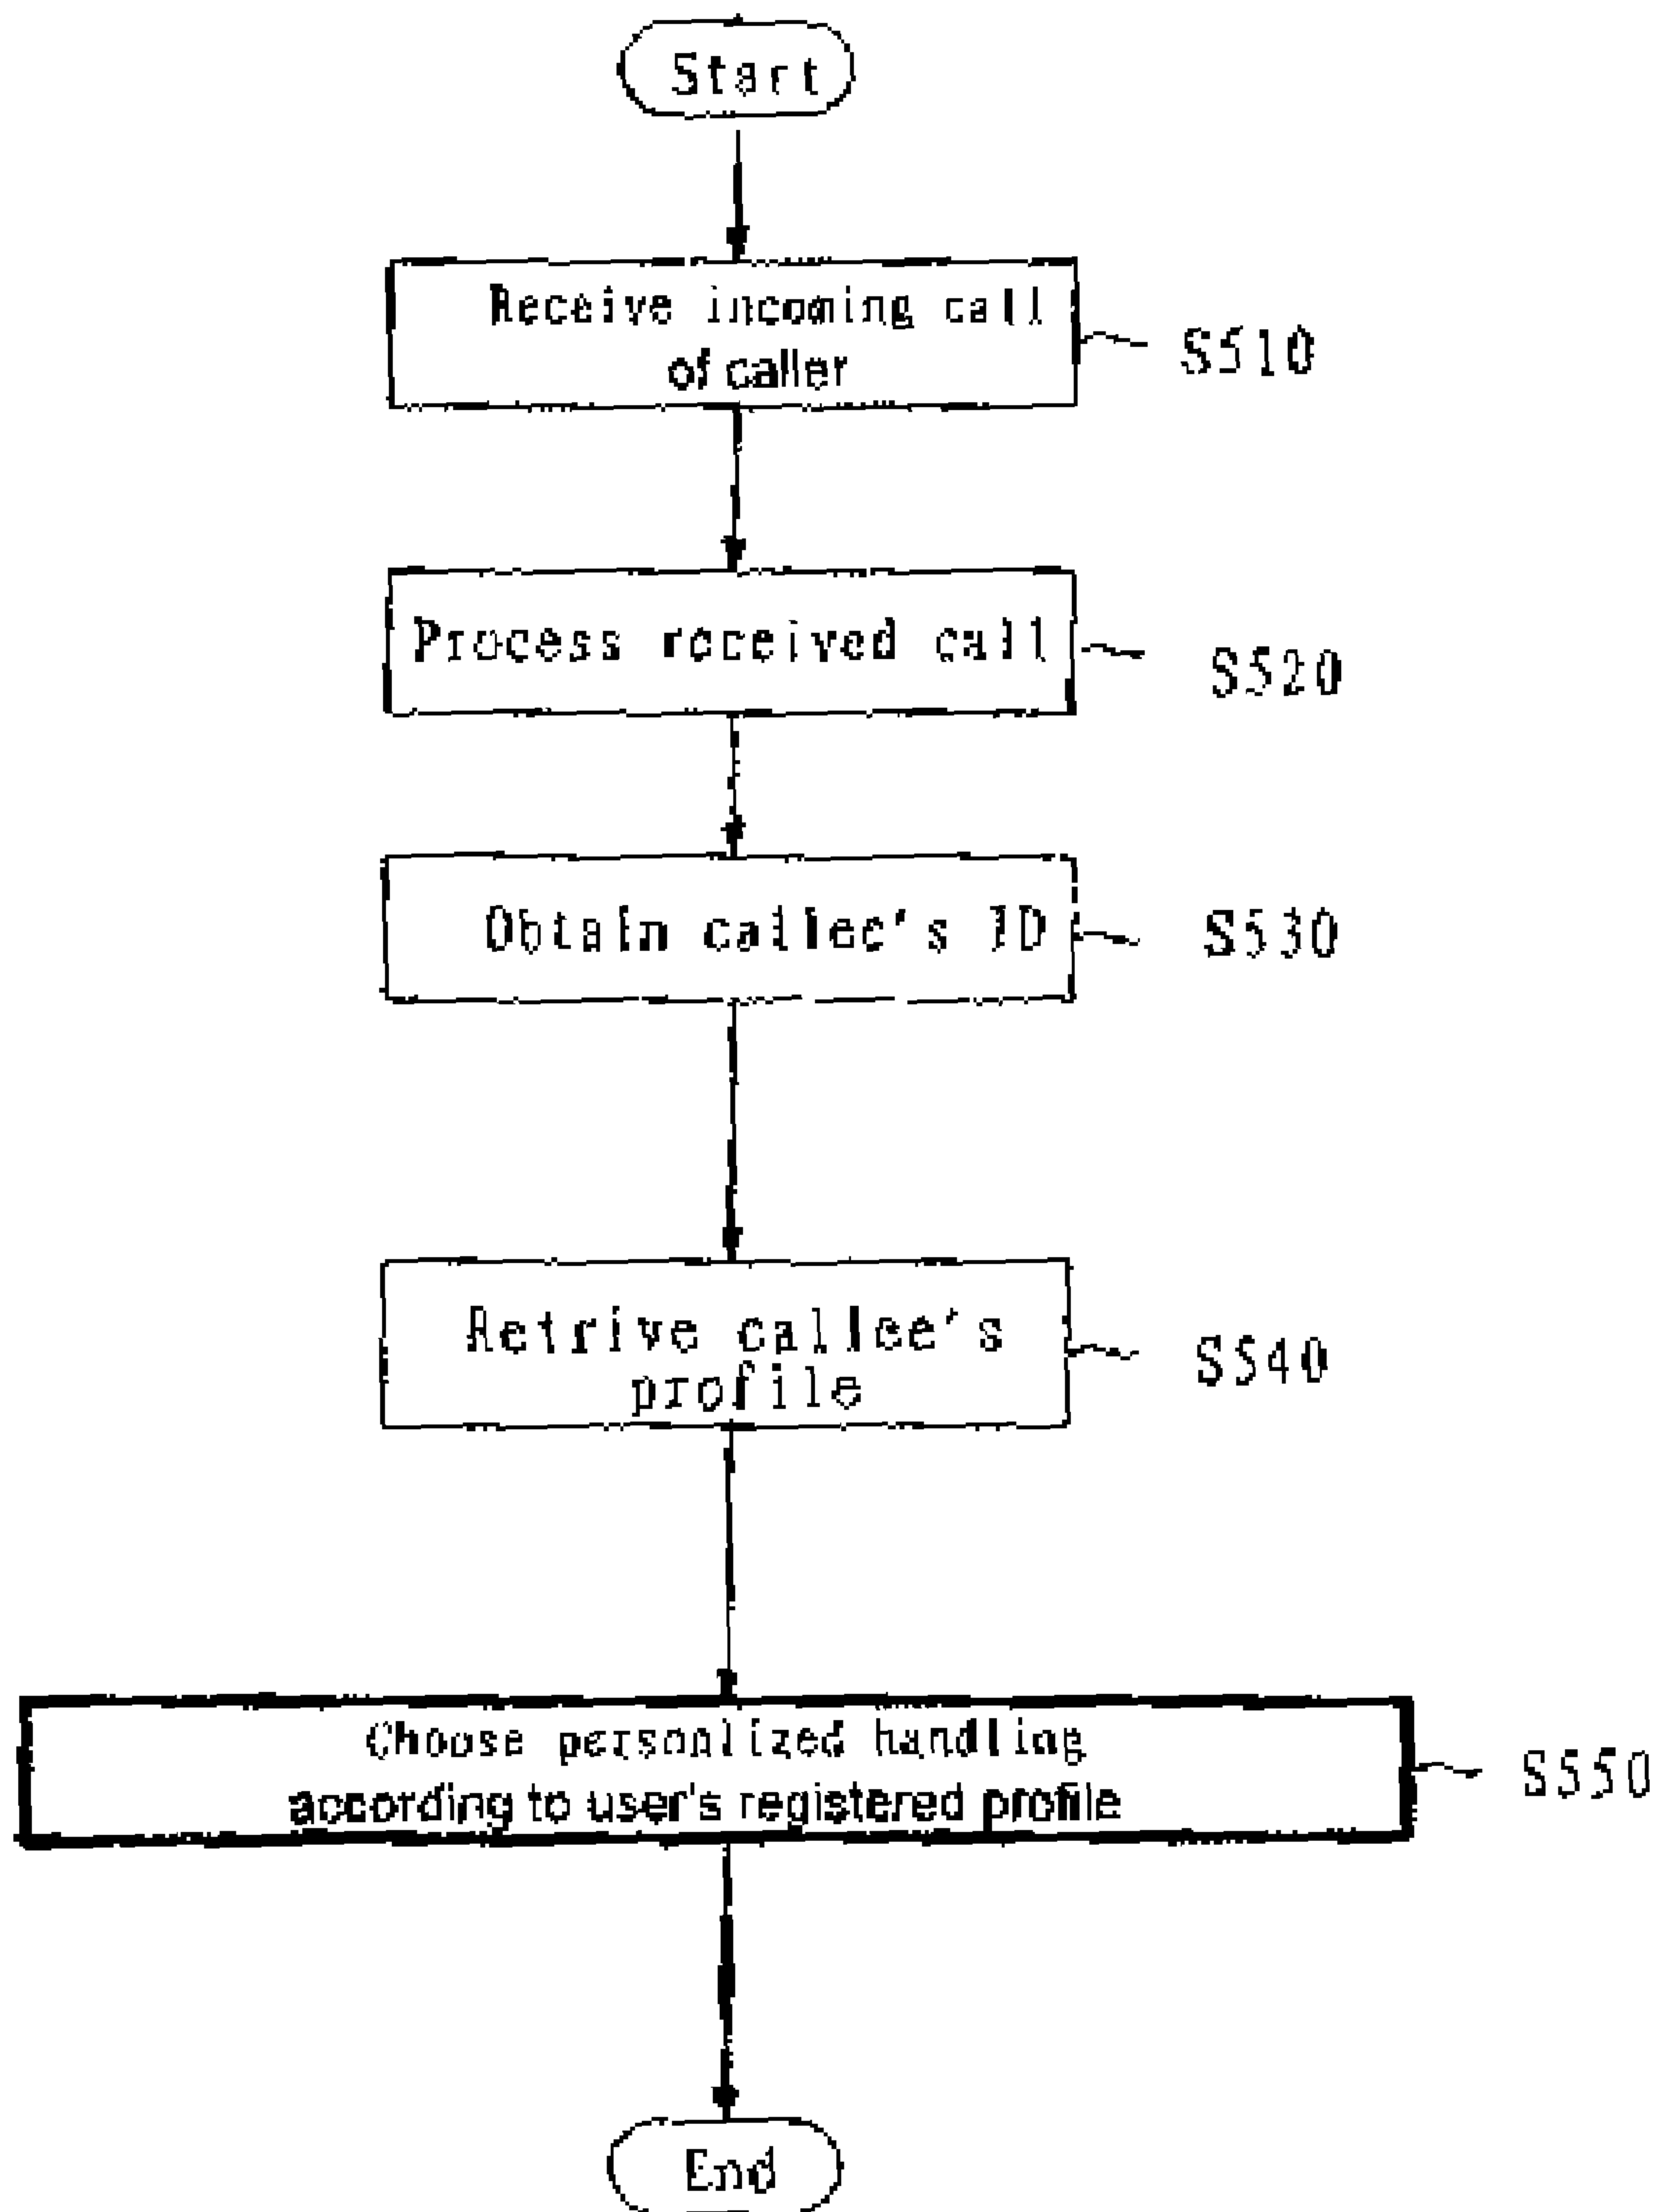 Start
Receive incoming call
of caller
S510
Process received call
S520
Obtain callee's ID
S530
Retrive callee's
profile
S540
Choose personalized handling
according to user's registered profile
S550
End